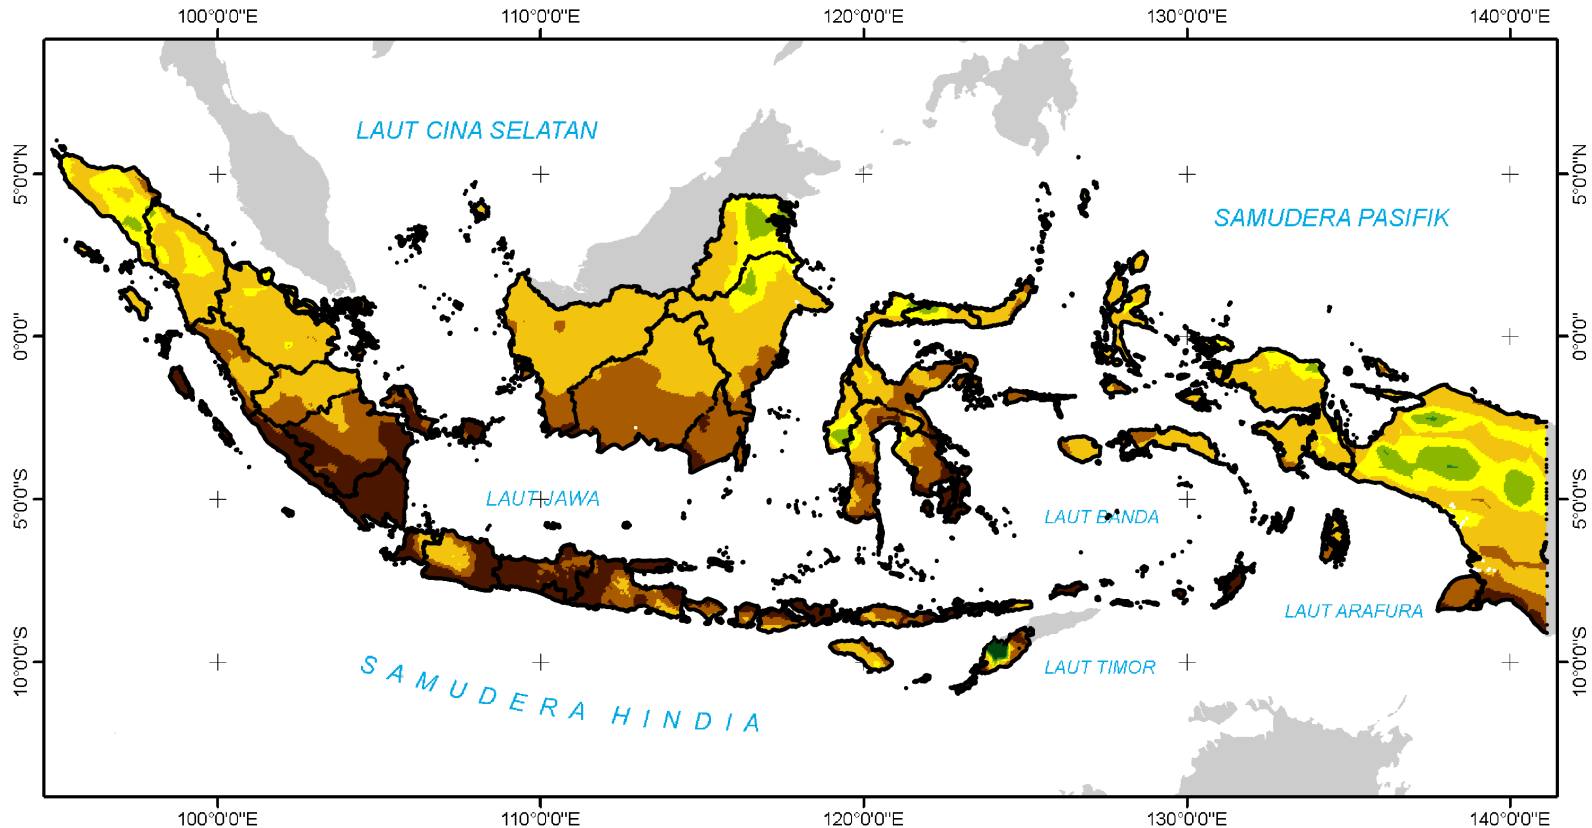 100°0'0"E
110°0'0"E
120°0'0"E
130°0'0"E
140°0'0"E
LAUT CINA SELATAN
5°0'0"N
5°0'0"N
SAMUDERA PASIFIK
0°0'0"
0°0'0"
5°0'0"S
LAUT JAWA
LAUT BANDA
5°0'0"S
LAUT ARAFURA
10°0'0"S
SAMUDERA HINDIA
LAUT TIMOR
10°0'0"S
100°0'0"E
110°0'0"E
120°0'0"E
130°0'0"E
140°0'0"E